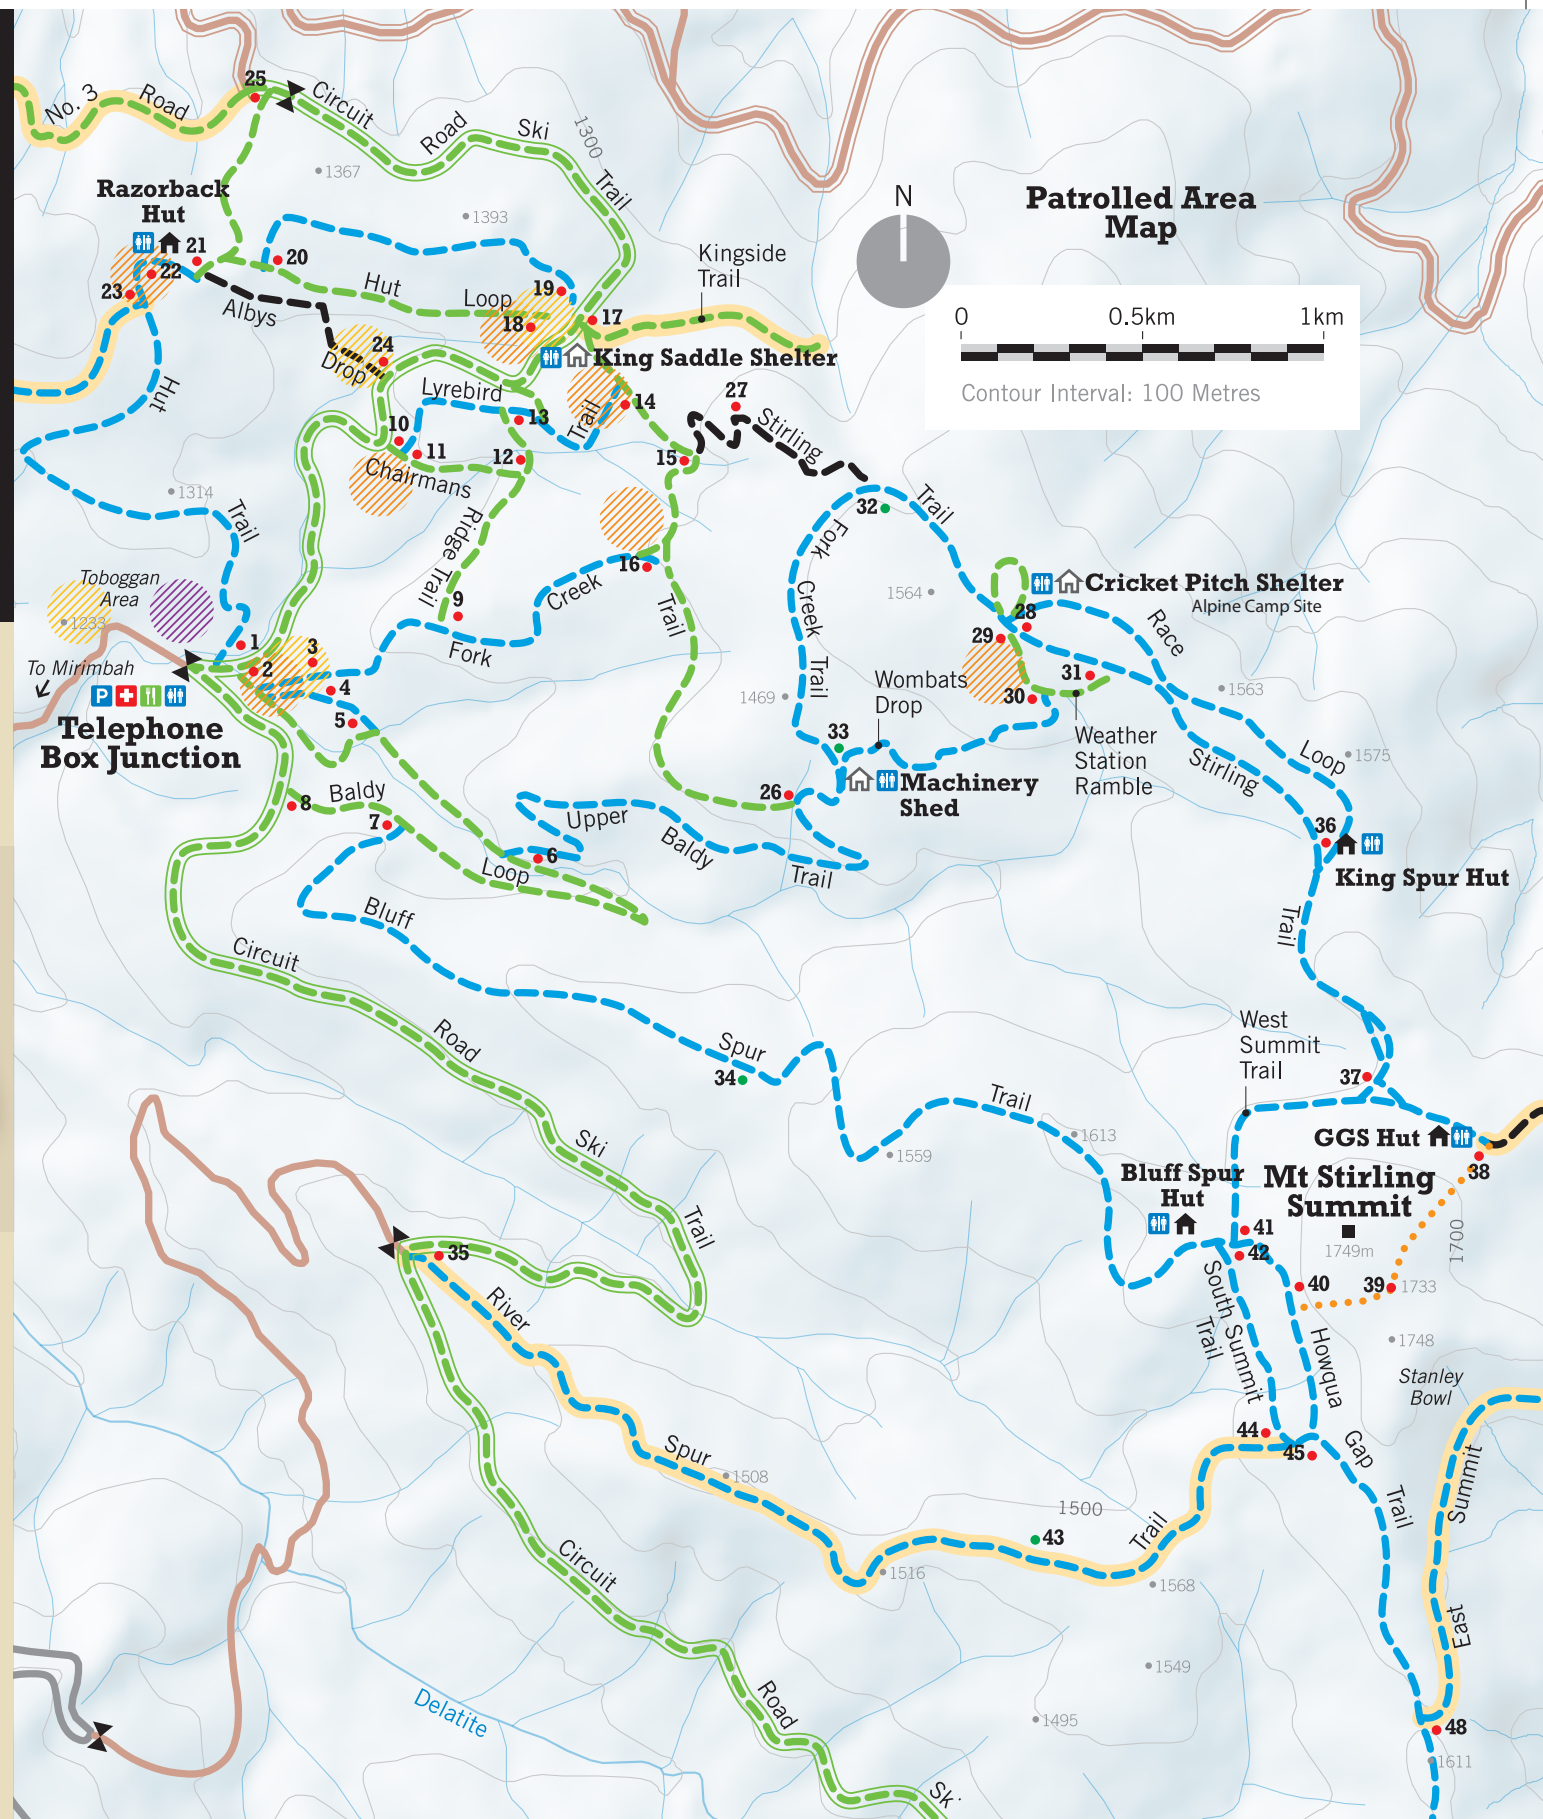 Patrolled Area
Map
N
0 0.5km 1km
Contour Interval: 100 Metres
No. 3 Road
25
Circuit Road Ski Trail
1300
1367
1393
Razorback
Hut
21
22
23
20
19
Hut Loop
18
17
Kingside
Trail
Albys Drop
24
King Saddle Shelter
Lyrebird Trail
10
11
12
13
14
15
27
Stirling Trail
Chairmans
Hut Trail
1314
Ridge Trail
9
16
Fork Creek Trail
32
Fork Creek Trail
1564
1469
Toboggan
Area
1233
To Mirimbah
P
1
2
3
4
5
Telephone
Box Junction
Cricket Pitch Shelter
Alpine Camp Site
28
29
30
31
Race Loop
1563
1575
Wombats
Drop
33
Weather
Station
Ramble
Stirling Trail
Machinery
Shed
26
8
Baldy Loop
7
6
Upper Baldy Trail
36
King Spur Hut
Bluff Spur Trail
34
Circuit Road Ski Trail
1559
1613
West
Summit
Trail
37
GGS Hut
38
Bluff Spur
Hut
Mt Stirling
Summit
1749m
1700
41
42
40
39
1733
1748
South Summit
Trail
Howqua Gap Trail
Stanley
Bowl
35
River Spur Trail
1508
44
45
1500
43
1516
1568
1549
1495
Circuit Road
Delatite
East Summit
48
1611